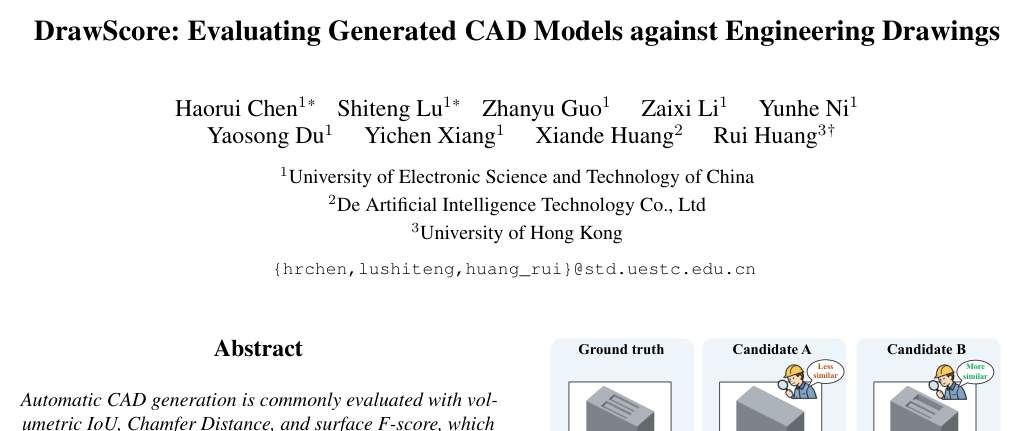 DrawScore: Evaluating Generated CAD Models against Engineering Drawings
Haorui Chen1* Shiteng Lu1* Zhanyu Guo1 Zaixi Li1 Yunhe Ni1
Yaosong Du1 Yichen Xiang1 Xiande Huang2 Rui Huang3†
1University of Electronic Science and Technology of China
2De Artificial Intelligence Technology Co., Ltd
3University of Hong Kong
{hrchen,lushiteng,huang_rui}@std.uestc.edu.cn
Abstract
Automatic CAD generation is commonly evaluated with vol-
umetric IoU, Chamfer Distance, and surface F-score, which
Ground truth
Candidate A
Less
similar
Candidate B
More
similar